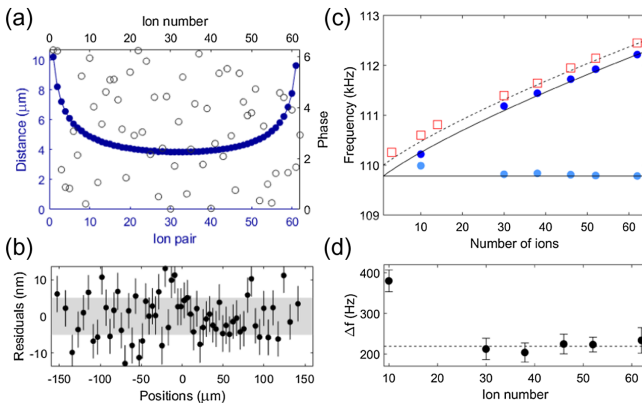 (a)
Ion number
0 10 20 30 40 50 60
Distance (μm)
10
8
6
4
2
0
6
4
2
0
Phase
0 10 20 30 40 50 60
Ion pair
(b)
Residuals (nm)
10
0
-10
-150 -100 -50 0 50 100 150
Positions (μm)
(c)
Frequency (kHz)
113
112
111
110
109
0 10 20 30 40 50 60
Number of ions
(d)
Δf (Hz)
400
300
200
10 20 30 40 50 60
Ion number